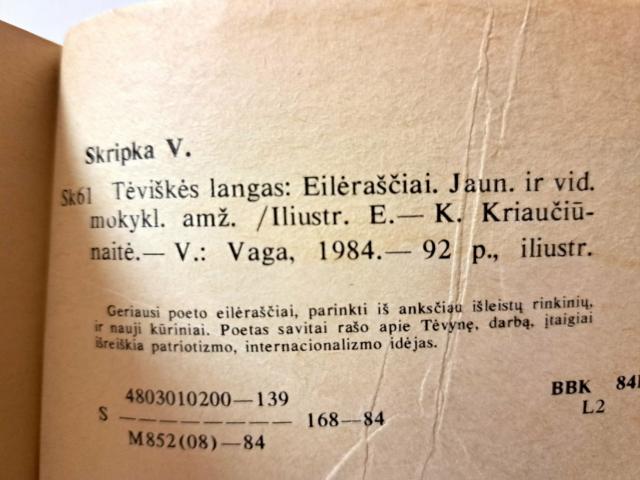 Skripka V.
Sk61 Tėviškės langas: Eilėraščiai. Jaun. ir vid.
mokykl. amž. /Iliustr. E.— K. Kriaučiū-
naitė.— V.: Vaga, 1984.— 92 p., iliustr.
Geriausi poeto eilėraščiai, parinkti iš anksčiau išleistų rinkinių,
ir nauji kūriniai. Poetas savitai rašo apie Tėvynę, darbą, įtaigiai
išreiškia patriotizmo, internacionalizmo idėjas.
4803010200—139
S — — — — — — — — 168—84
M852(08)—84
BBK 84
L2